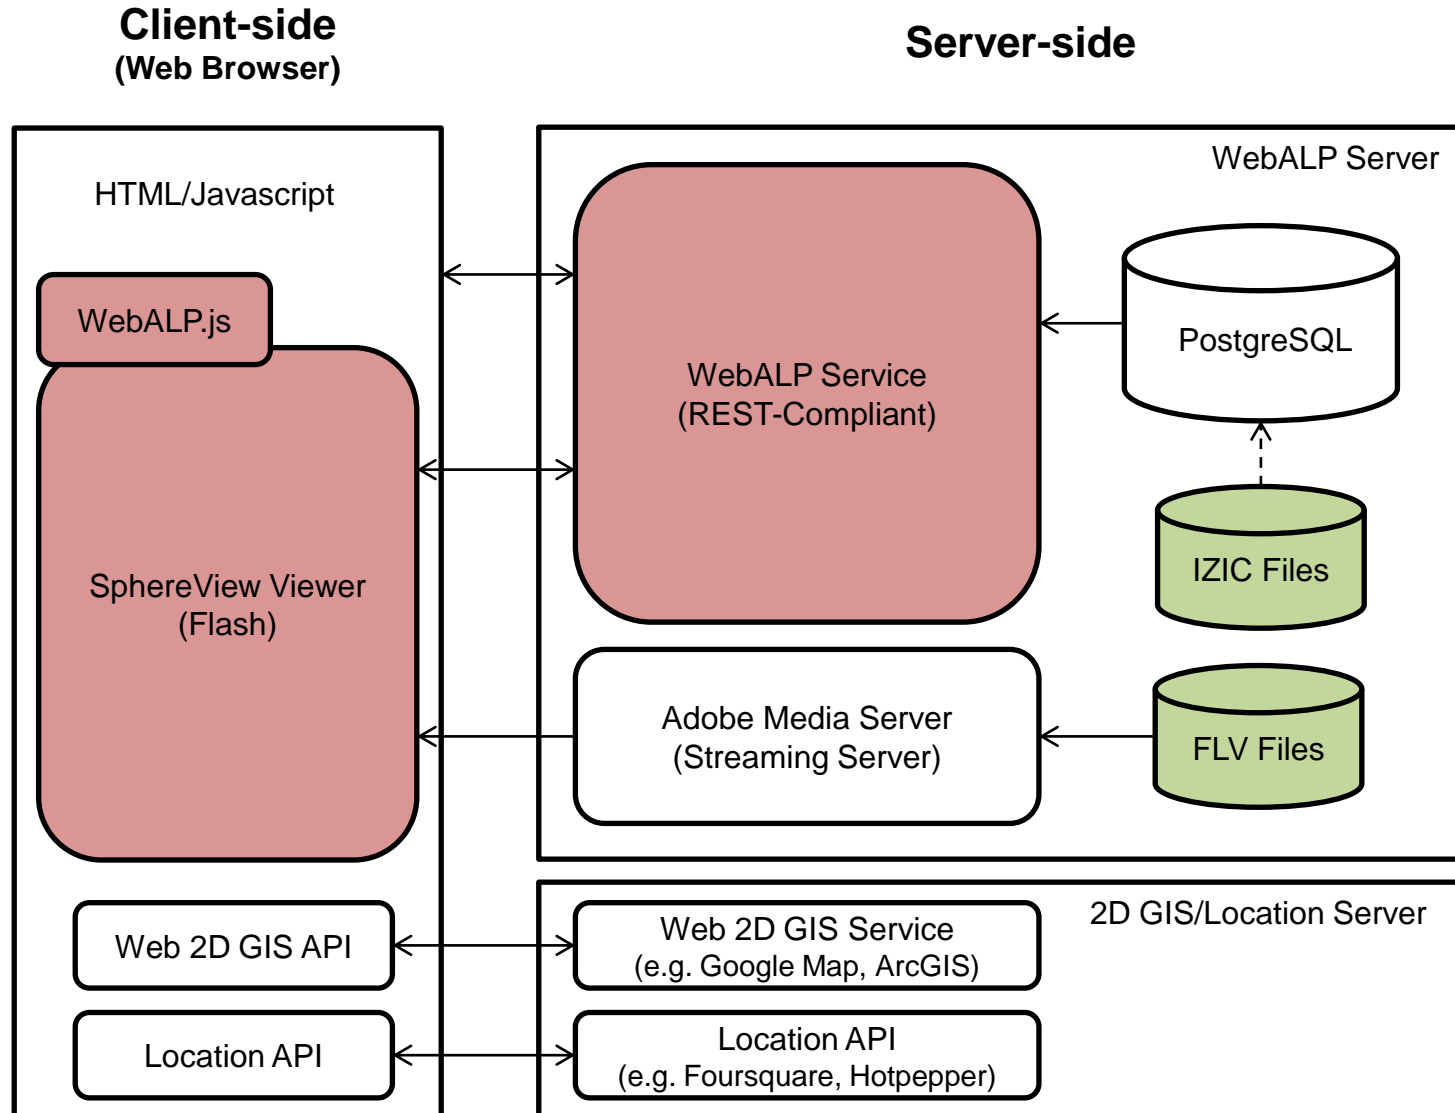 Client-side
(Web Browser)
Server-side
HTML/Javascript
WebALP.js
SphereView Viewer
(Flash)
Web 2D GIS API
Location API
WebALP Server
WebALP Service
(REST-Compliant)
PostgreSQL
IZIC Files
Adobe Media Server
(Streaming Server)
FLV Files
2D GIS/Location Server
Web 2D GIS Service
(e.g. Google Map, ArcGIS)
Location API
(e.g. Foursquare, Hotpepper)